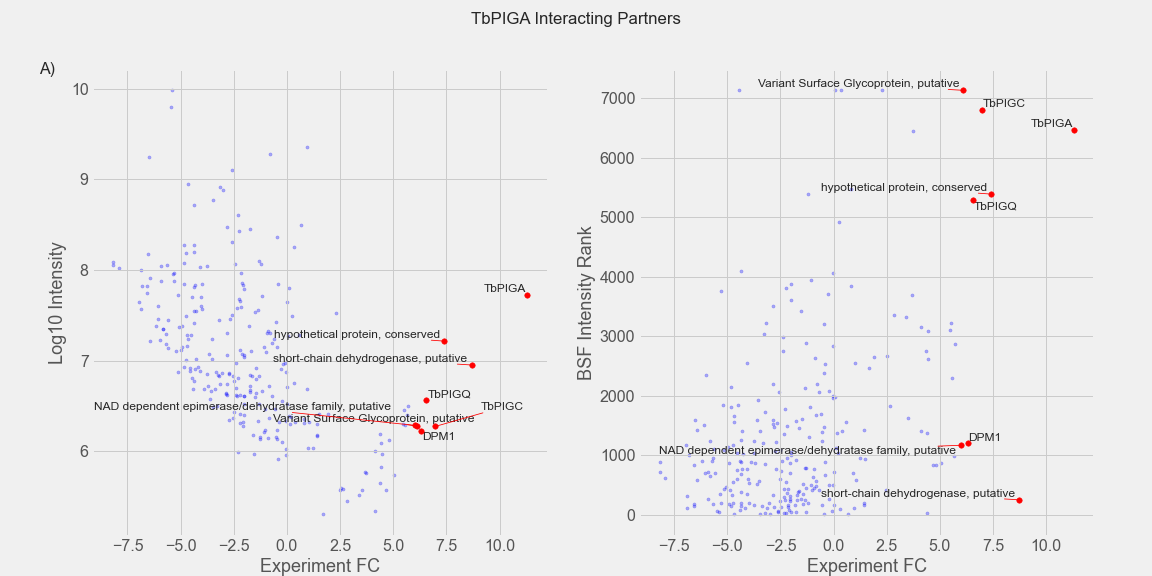 TbPIGA Interacting Partners
A)
10
9
8
7
6
Log10 Intensity
TbPIGA
hypothetical protein, conserved
short-chain dehydrogenase, putative
TbPIGQ
NAD dependent epimerase/dehydratase family, putative
TbPIGC
Variant Surface Glycoprotein, putative
DPM1
−7.5 −5.0 −2.5 0.0 2.5 5.0 7.5 10.0
Experiment FC
7000
6000
5000
4000
3000
2000
1000
0
BSF Intensity Rank
Variant Surface Glycoprotein, putative
TbPIGC
TbPIGA
hypothetical protein, conserved
TbPIGQ
DPM1
NAD dependent epimerase/dehydratase family, putative
short-chain dehydrogenase, putative
−7.5 −5.0 −2.5 0.0 2.5 5.0 7.5 10.0
Experiment FC